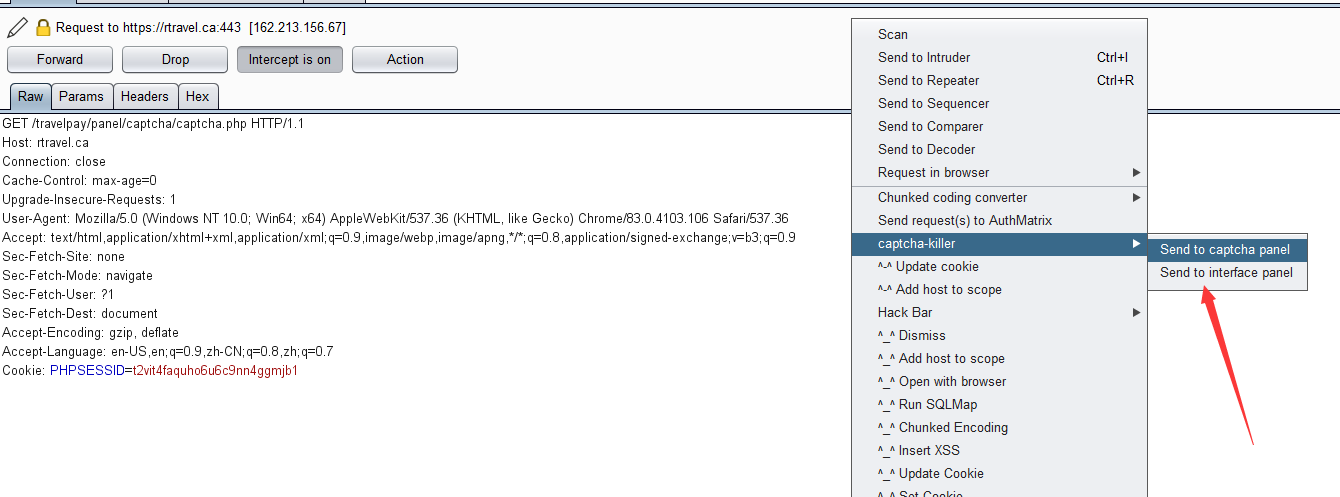 Request to https://rtravel.ca:443 [162.213.156.67]
Forward Drop Intercept is on Action
Raw Params Headers Hex
GET /travelpay/panel/captcha/captcha.php HTTP/1.1
Host: rtravel.ca
Connection: close
Cache-Control: max-age=0
Upgrade-Insecure-Requests: 1
User-Agent: Mozilla/5.0 (Windows NT 10.0; Win64; x64) AppleWebKit/537.36 (KHTML, like Gecko) Chrome/83.0.4103.106 Safari/537.36
Accept: text/html,application/xhtml+xml,application/xml;q=0.9,image/webp,image/apng,*/*;q=0.8,application/signed-exchange;v=b3;q=0.9
Sec-Fetch-Site: none
Sec-Fetch-Mode: navigate
Sec-Fetch-User: ?1
Sec-Fetch-Dest: document
Accept-Encoding: gzip, deflate
Accept-Language: en-US,en;q=0.9,zh-CN;q=0.8,zh;q=0.7
Cookie: PHPSESSID=t2vit4faquho6u6c9nn4ggmjb1
Scan
Send to Intruder Ctrl+I
Send to Repeater Ctrl+R
Send to Sequencer
Send to Comparer
Send to Decoder
Request in browser
Chunked coding converter
Send request(s) to AuthMatrix
captcha-killer
^-^ Update cookie
^-^ Add host to scope
Hack Bar
^_^ Dismiss
^_^ Add host to scope
^_^ Open with browser
^_^ Run SQLMap
^_^ Chunked Encoding
^_^ Insert XSS
^_^ Update Cookie
^_^ Set Cookie
Send to captcha panel
Send to interface panel